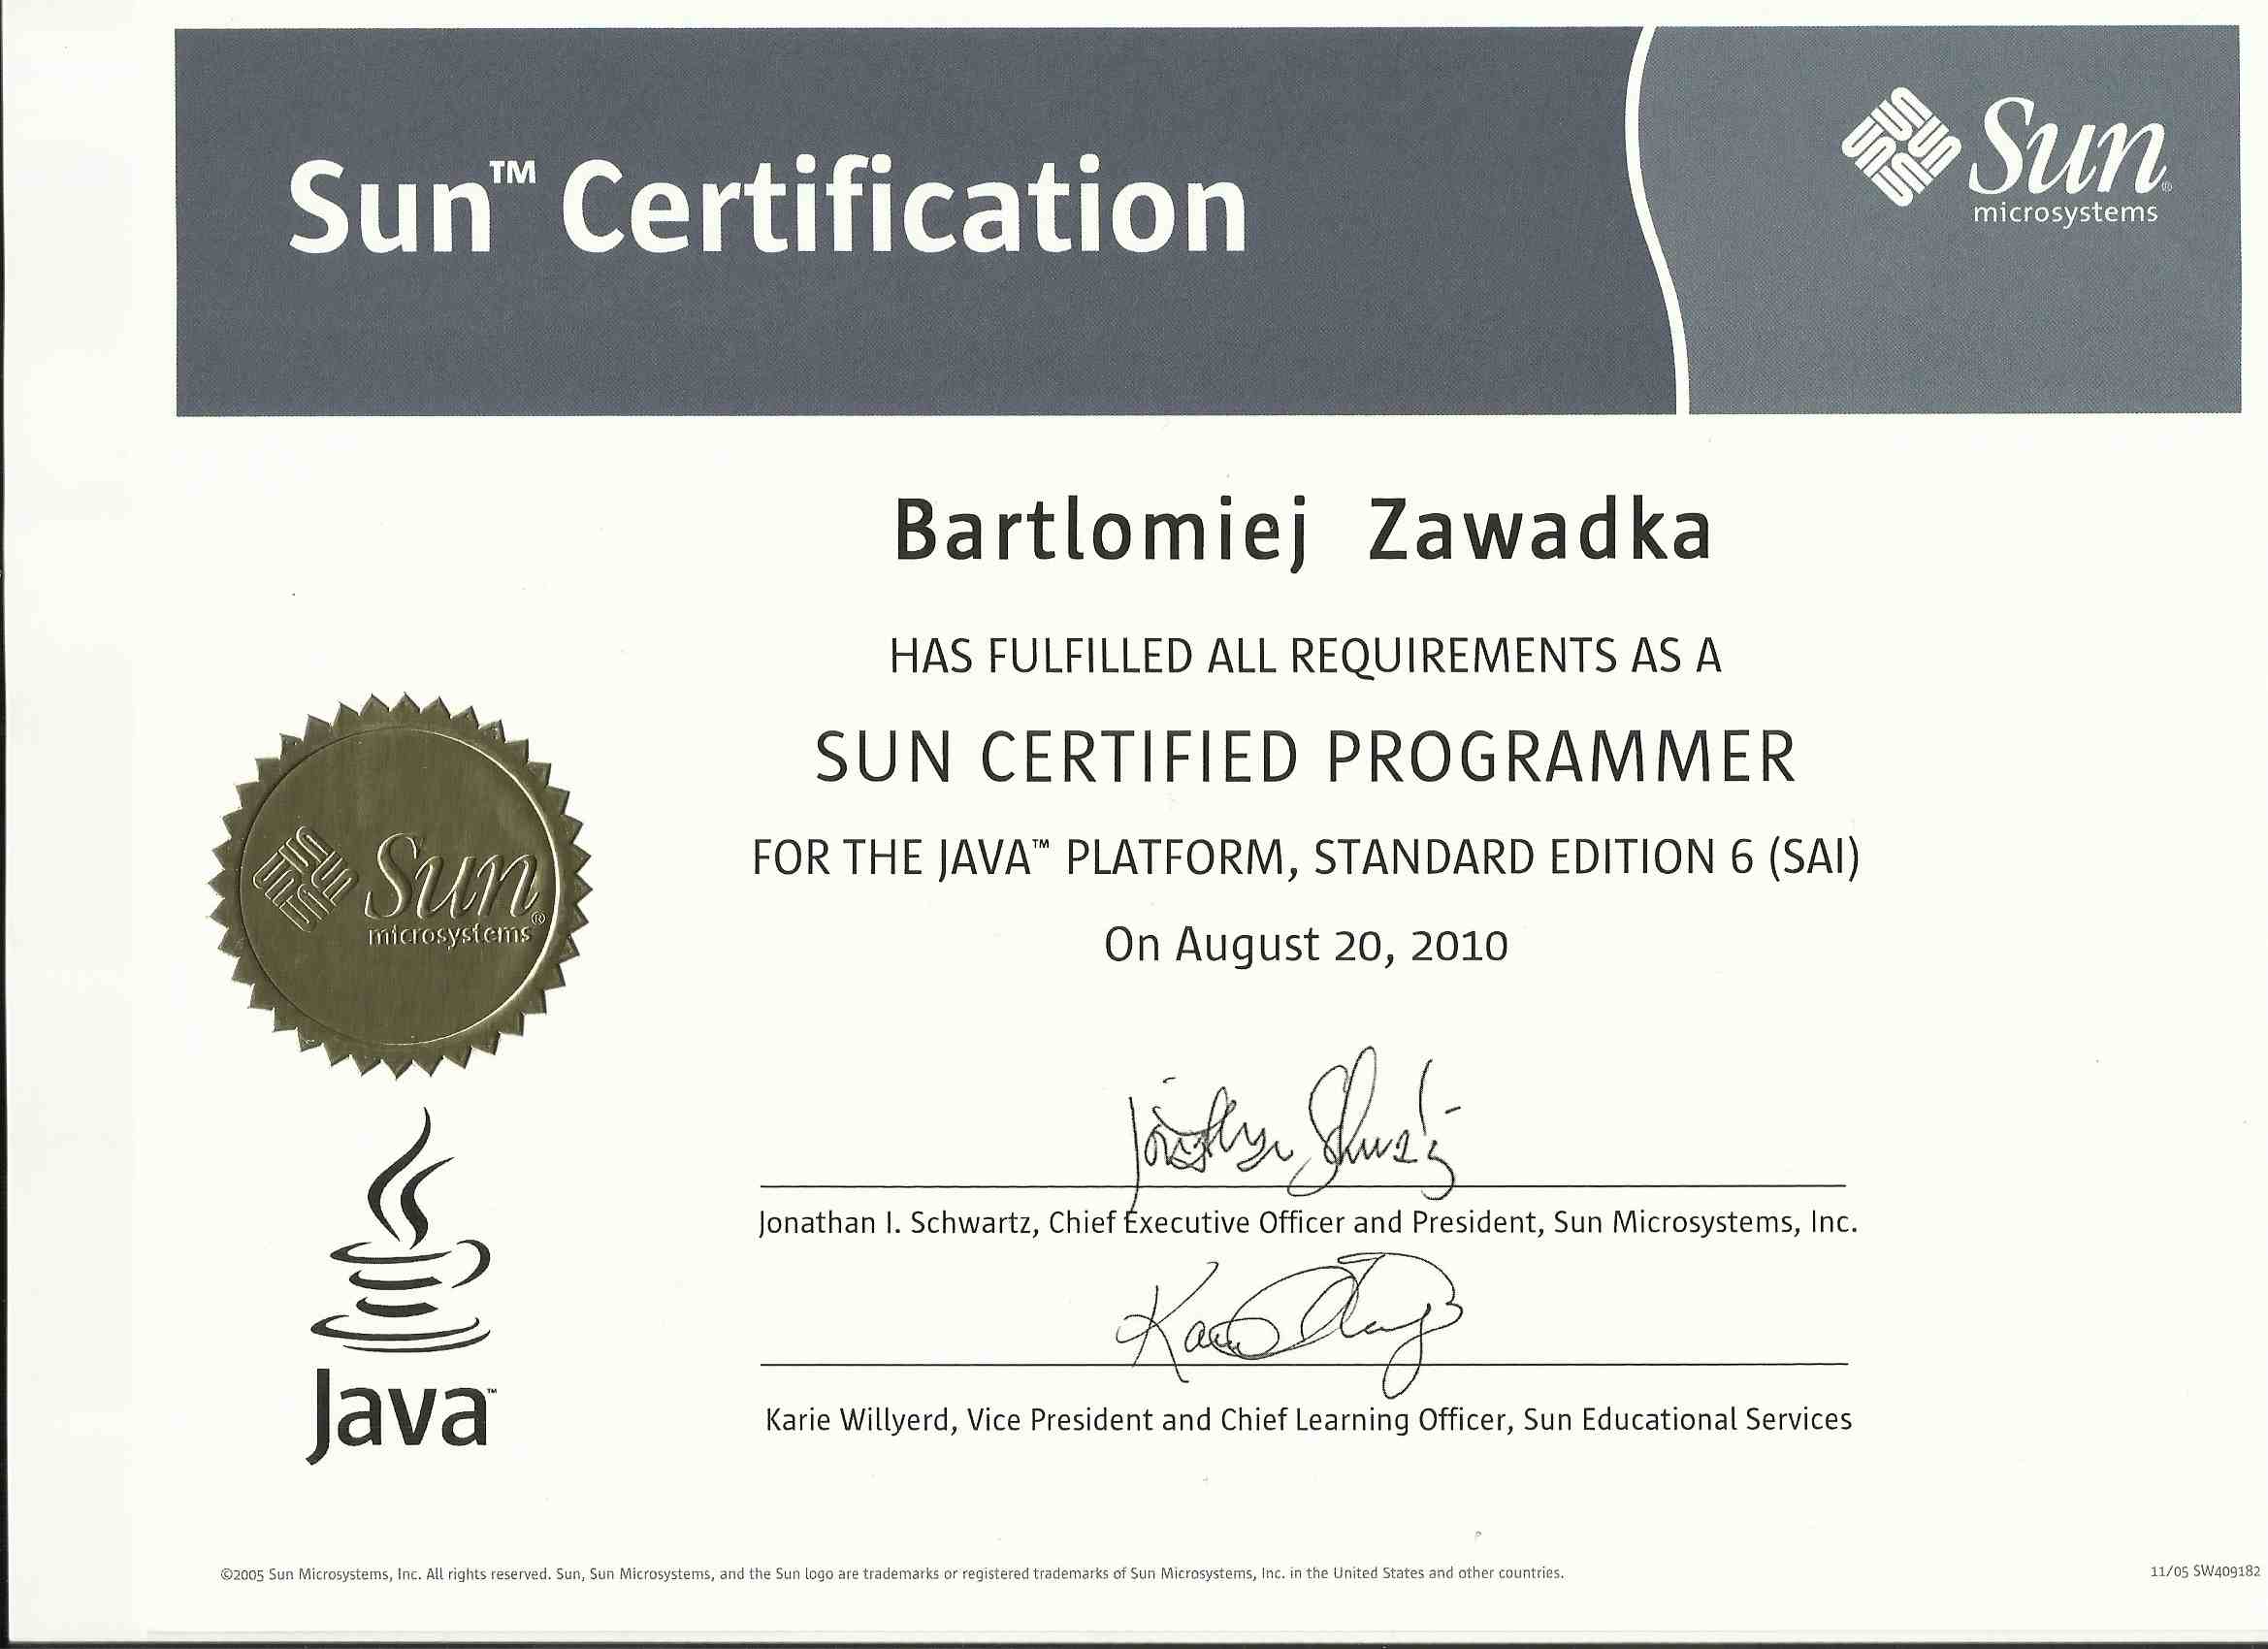 Sun™ Certification
Sun®
microsystems
Bartlomiej Zawadka
HAS FULFILLED ALL REQUIREMENTS AS A
SUN CERTIFIED PROGRAMMER
FOR THE JAVA™ PLATFORM, STANDARD EDITION 6 (SAI)
On August 20, 2010
Sun®
microsystems
Jonathan I. Schwartz, Chief Executive Officer and President, Sun Microsystems, Inc.
Karie Willyerd, Vice President and Chief Learning Officer, Sun Educational Services
Java™
©2005 Sun Microsystems, Inc. All rights reserved. Sun, Sun Microsystems, and the Sun logo are trademarks or registered trademarks of Sun Microsystems, Inc. in the United States and other countries.
11/05 SW409182